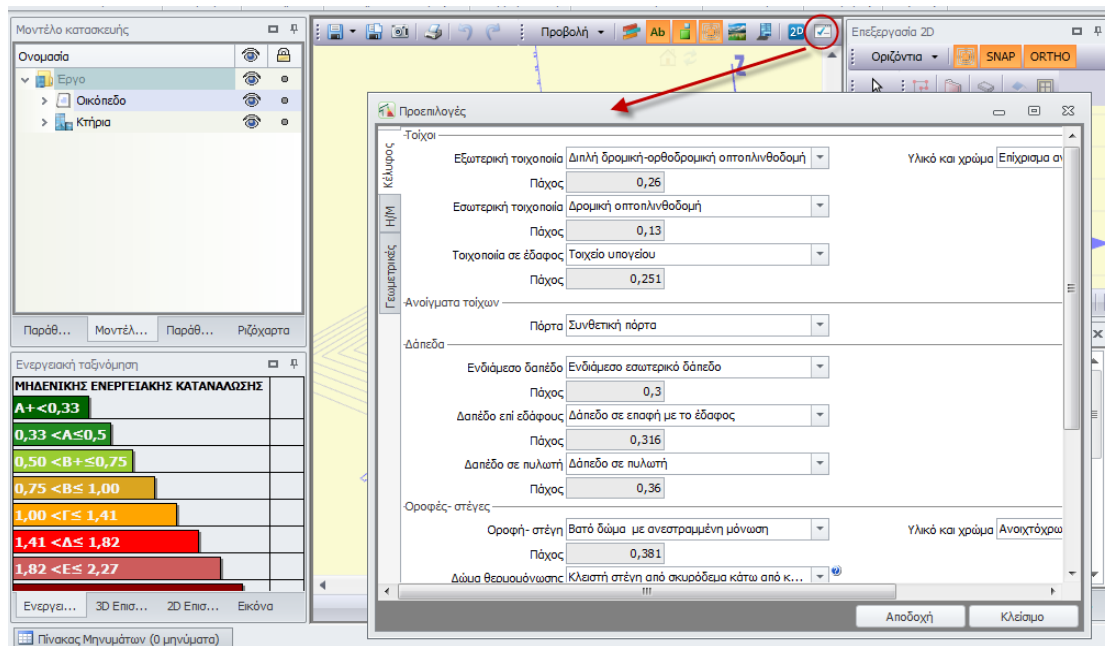 Μοντέλο κατασκευής
Ονομασία
Έργο
Οικόπεδο
Κτήρια
Παράθ... Μοντέλ... Παράθ... Ριζόχαρτα
Ενεργειακή ταξινόμηση
ΜΗΔΕΝΙΚΗΣ ΕΝΕΡΓΕΙΑΚΗΣ ΚΑΤΑΝΑΛΩΣΗΣ
Α+<0,33
0,33 <Α≤0,5
0,50 <Β+≤0,75
0,75 <Β≤ 1,00
1,00 <Γ≤ 1,41
1,41 <Δ≤ 1,82
1,82 <Ε≤ 2,27
Ενεργει... 3D Επισ... 2D Επισ... Εικόνα
Πίνακας Μηνυμάτων (0 μηνύματα)
Προβολή Ab 2D
Z
Επεξεργασία 2D
Οριζόντια SNAP ORTHO
Προεπιλογές
Κέλυφος
Η/Μ
Γεωμετρικές
Τοίχοι
Εξωτερική τοιχοποιία Διπλή δρομική-ορθοδρομική οπτοπλινθοδομή Υλικό και χρώμα Επίχρισμα αν
Πάχος 0,26
Εσωτερική τοιχοποιία Δρομική οπτοπλινθοδομή
Πάχος 0,13
Τοιχοποιία σε έδαφος Τοιχείο υπογείου
Πάχος 0,251
Ανοίγματα τοίχων
Πόρτα Συνθετική πόρτα
Δάπεδα
Ενδιάμεσο δαπέδο Ενδιάμεσο εσωτερικό δάπεδο
Πάχος 0,3
Δαπέδο επί εδάφους Δάπεδο σε επαφή με το έδαφος
Πάχος 0,316
Δαπέδο σε πυλωτή Δάπεδο σε πυλωτή
Πάχος 0,36
Οροφές- στέγες
Οροφή- στέγη Βατό δώμα με ανεστραμμένη μόνωση Υλικό και χρώμα Ανοιχτόχρω
Πάχος 0,381
Δώμα θερμομόνωσης Κλειστή στέγη από σκυρόδεμα κάτω από κ...
Αποδοχή Κλείσιμο